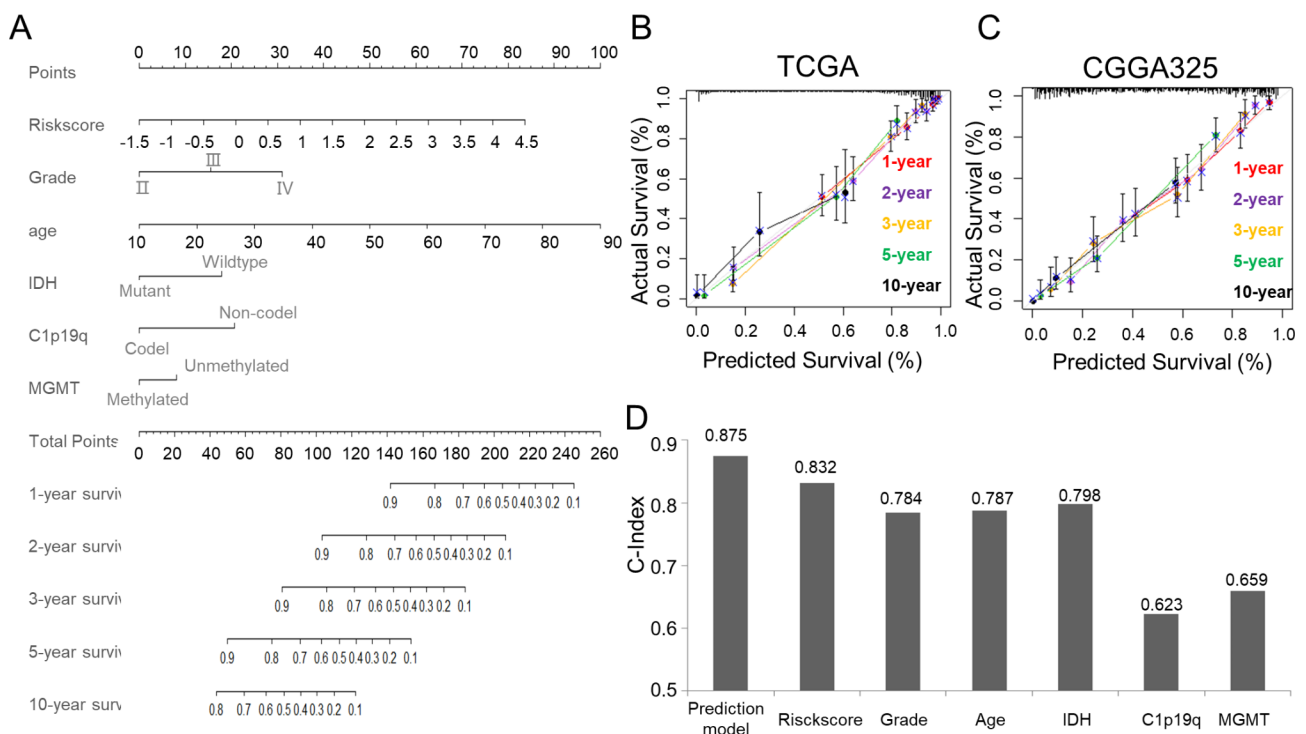 A
0 10 20 30 40 50 60 70 80 90 100
Points
Riskscore
-1.5 -1 -0.5 0 0.5 1 1.5 2 2.5 3 3.5 4 4.5
III
Grade
II IV
age
10 20 30 40 50 60 70 80 90
Wildtype
IDH
Mutant
Non-codel
C1p19q
Codel
Unmethylated
MGMT
Methylated
Total Points
0 20 40 60 80 100 120 140 160 180 200 220 240 260
1-year surviv
0.9 0.8 0.7 0.6 0.5 0.4 0.3 0.2 0.1
2-year surviv
0.9 0.8 0.7 0.6 0.5 0.4 0.3 0.2 0.1
3-year surviv
0.9 0.8 0.7 0.6 0.5 0.4 0.3 0.2 0.1
5-year surviv
0.9 0.8 0.7 0.6 0.5 0.4 0.3 0.2 0.1
10-year surv
0.8 0.7 0.6 0.5 0.4 0.3 0.2 0.1
B
TCGA
Actual Survival (%)
1.0
0.8
0.6
0.4
0.2
0.0
1-year
2-year
3-year
5-year
10-year
0.0 0.2 0.4 0.6 0.8 1.0
Predicted Survival (%)
C
CGGA325
Actual Survival (%)
1.0
0.8
0.6
0.4
0.2
0.0
1-year
2-year
3-year
5-year
10-year
0.0 0.2 0.4 0.6 0.8 1.0
Predicted Survival (%)
D
C-Index
0.9
0.8
0.7
0.6
0.5
0.875
0.832
0.784
0.787
0.798
0.623
0.659
Prediction
model
Risckscore
Grade
Age
IDH
C1p19q
MGMT